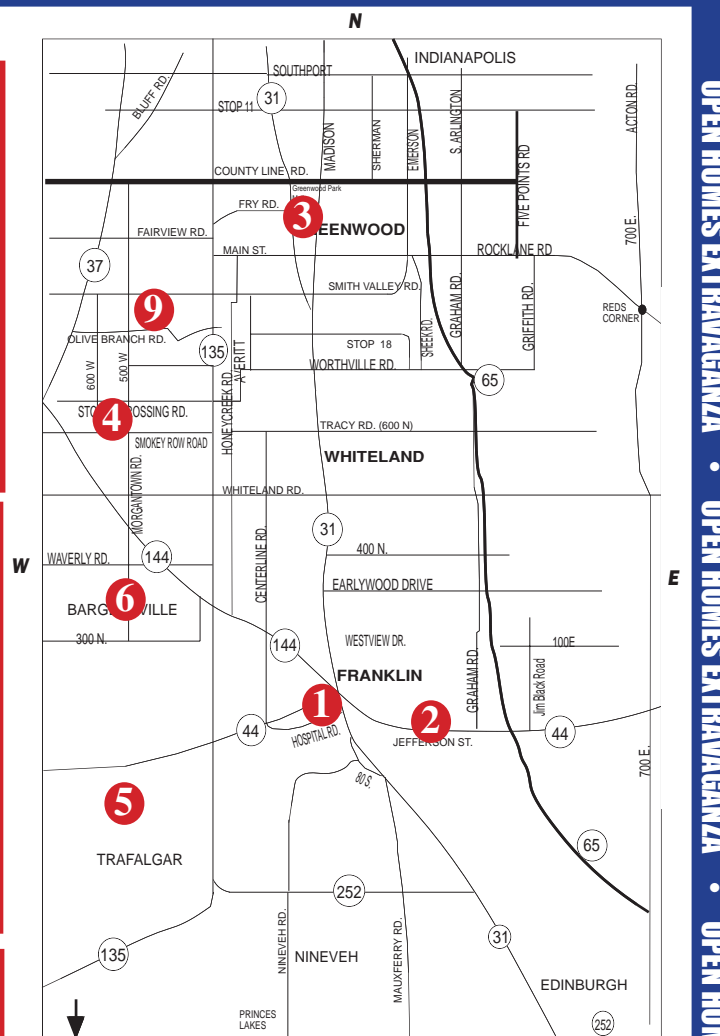 N
INDIANAPOLIS
SOUTHPORT
BLUFF RD.
STOP 11
31
MADISON
SHERMAN
EMERSON
S. ARLINGTON
FIVE POINTS RD
ACTON RD.
COUNTY LINE RD.
Greenwood Park
FRY RD.
3
EENWOOD
FAIRVIEW RD.
MAIN ST.
ROCKLANE RD
700 E.
37
SMITH VALLEY RD.
SHEEK RD.
GRAHAM RD.
GRIFFITH RD.
REDS
CORNER
9
OLIVE BRANCH RD.
135
STOP 18
WORTHVILLE RD.
600 W
500 W
HONEYCREEK RD.
AVERITT
65
4
STO OSSING RD.
SMOKEY ROW ROAD
TRACY RD. (600 N)
WHITELAND
MORGANTOWN RD.
WHITELAND RD.
31
W
WAVERLY RD.
144
CENTERLINE RD.
400 N.
E
EARLYWOOD DRIVE
6
BARG VILLE
300 N.
144
WESTVIEW DR.
100E
FRANKLIN
GRAHAM RD.
Jim Black Road
1
2
44
HOSPITAL RD.
JEFFERSON ST.
44
700 E.
80 S.
5
TRAFALGAR
65
252
NINEVEH RD.
MAUXFERRY RD.
31
135
NINEVEH
EDINBURGH
PRINCES
LAKES
252
OPEN HOMES EXTRAVAGANZA • OPEN HOMES EXTRAVAGANZA • OPEN HOM